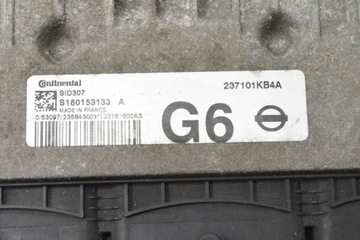 Continental
SID307
S180153133 A
MADE IN FRANCE
237101KB4A
G6